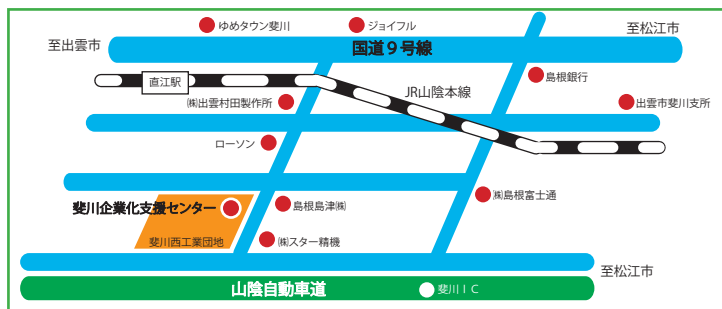 ゆめタウン斐川
ジョイフル
至松江市
至出雲市
国道9号線
島根銀行
直江駅
JR山陰本線
㈱出雲村田製作所
出雲市斐川支所
ローソン
㈱島根富士通
斐川企業化支援センター
島根島津㈱
斐川西工業団地
㈱スター精機
至松江市
山陰自動車道
斐川IC